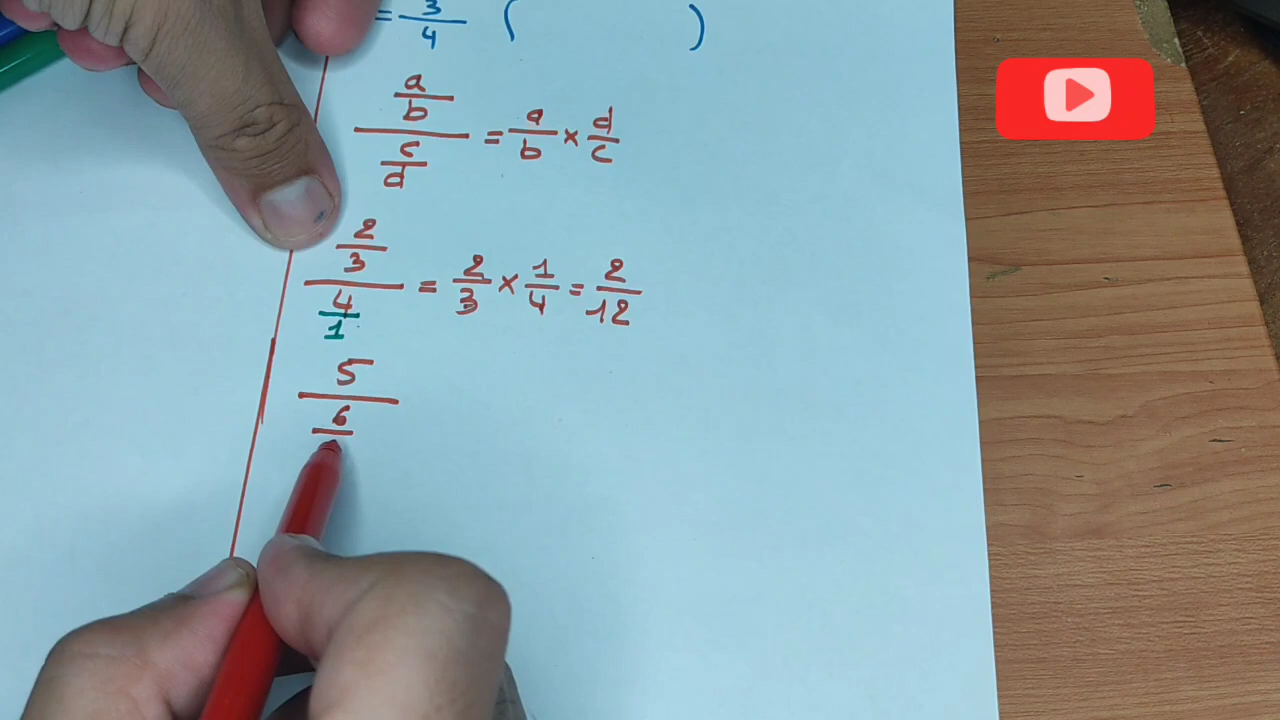 = 3/4 ( )
a/b / c/d = a/b × d/c
2/3 / 4/1 = 2/3 × 1/4 = 2/12
5 / 6/